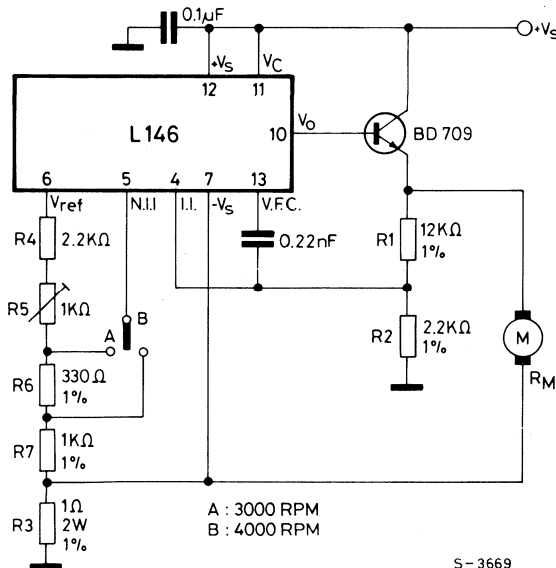 0.1µF
+Vs
+Vs
VC
12
11
L146
10
Vo
BD 709
6
5
4
7
13
Vref
N.I.I
I.I.
-Vs
V.F.C.
R4
2.2KΩ
0.22nF
R1
12KΩ
1%
R5
1KΩ
A
B
R2
2.2KΩ
1%
M
RM
R6
330Ω
1%
R7
1KΩ
1%
R3
1Ω
2W
1%
A : 3000 RPM
B : 4000 RPM
S-3669